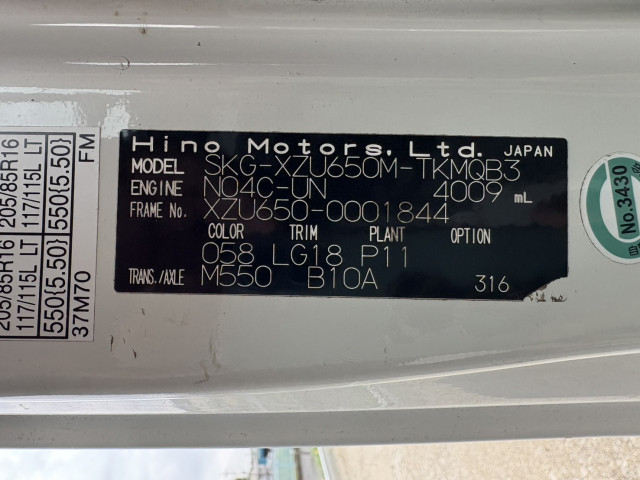 Hino Motors, Ltd. JAPAN
MODEL SKG-XZU650M-TKMQB3
ENGINE N04C-UN 4009 mL
FRAME No. XZU650-0001844
COLOR TRIM PLANT OPTION
058 LG18 P11
TRANS./AXLE M550 B10A 316
205/85R16 205/85R16
117/115L LT 117/115L LT
550{5.50} 550{5.50}
37M70 FM
No.3430